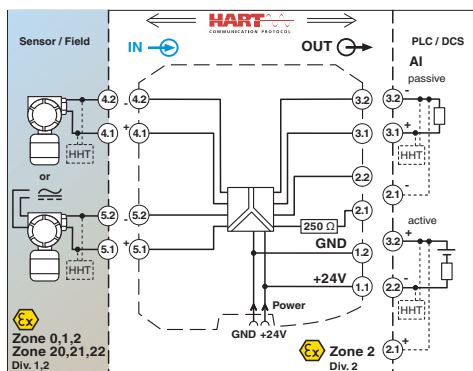 HART
COMMUNICATION PROTOCOL
Sensor / Field
IN
OUT
PLC / DCS
AI
passive
4.2
-
4.2
3.2
3.2
-
4.1
+
4.1
3.1
3.1
+
HHT
HHT
or
2.2
2.1
2.1
-
250 Ω
active
5.2
-
5.2
GND
1.2
3.2
+
5.1
+
5.1
HHT
+24V
1.1
2.2
-
HHT
Power
GND +24V
2.1
+
Ex
Zone 0,1,2
Zone 20,21,22
Div. 1,2
Ex
Zone 2
Div. 2